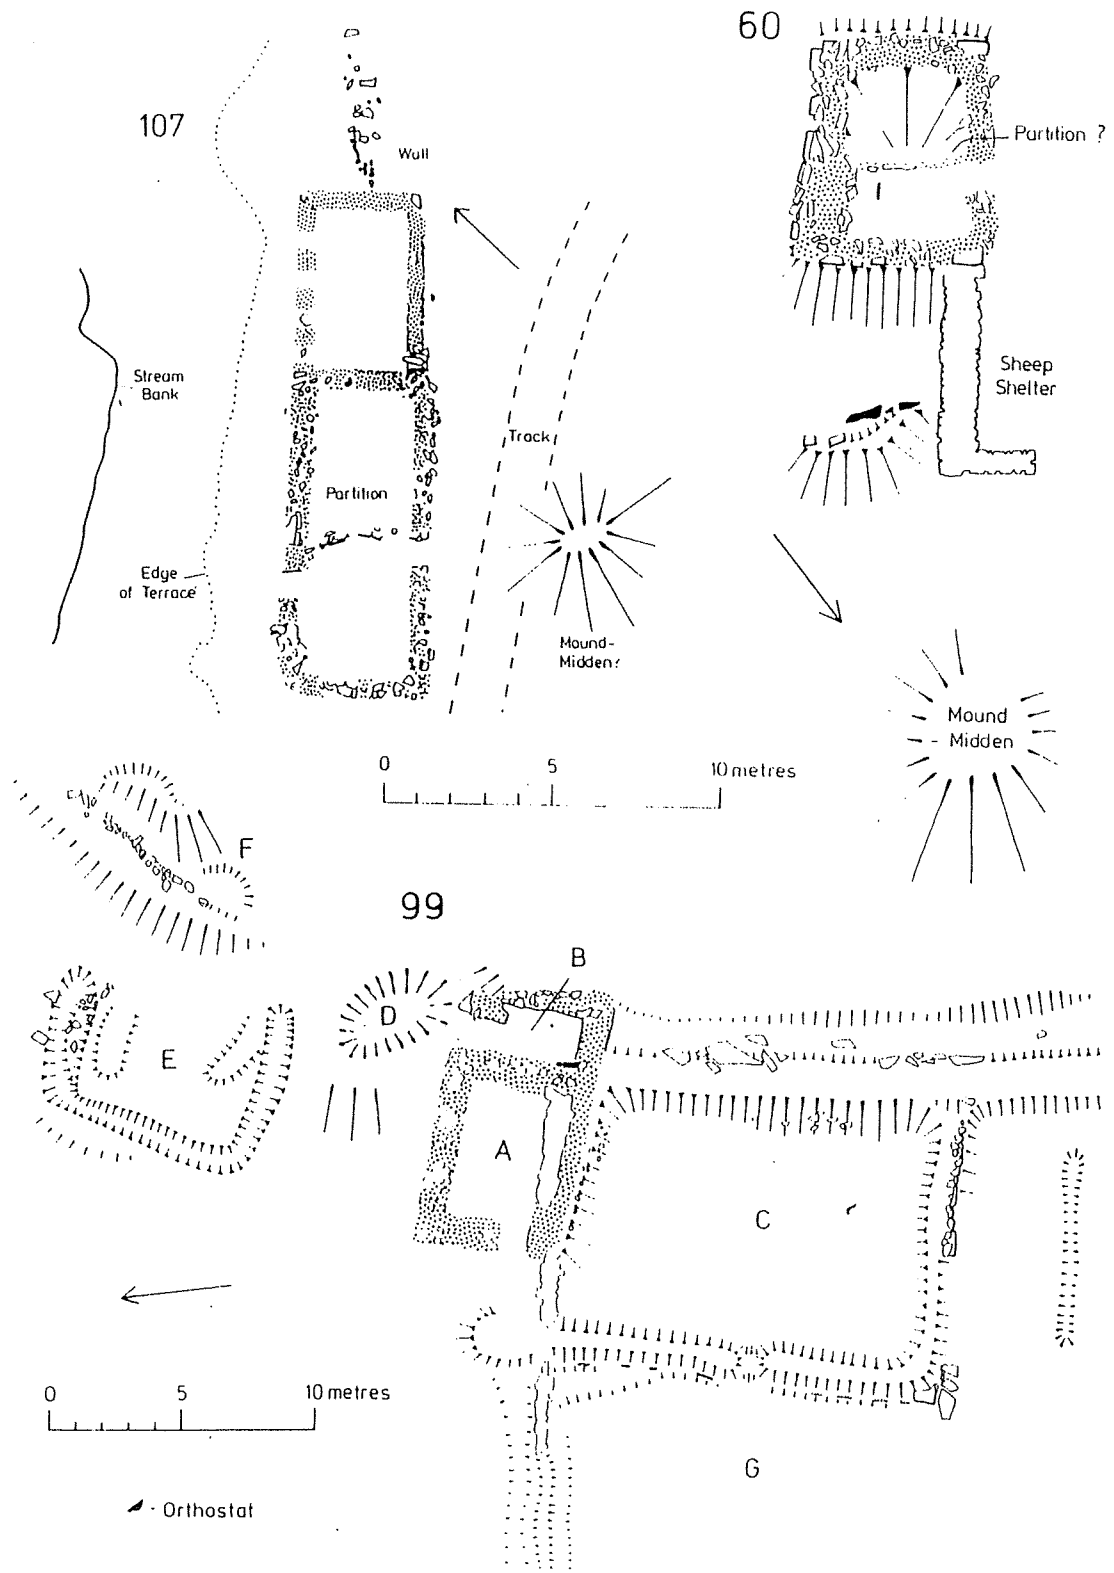 60
107
Wall
Partition ?
Stream
Bank
Sheep
Shelter
Track
Partition
Edge
of Terrace
Mound-
Midden?
Mound
- Midden
0 5 10 metres
F
99
B
D
E
A
C
0 5 10 metres
G
- Orthostat